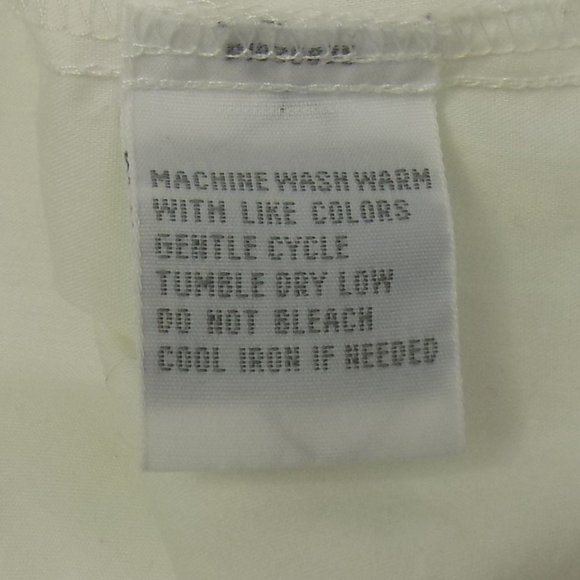 MACHINE WASH WARM
WITH LIKE COLORS
GENTLE CYCLE
TUMBLE DRY LOW
DO NOT BLEACH
COOL IRON IF NEEDED